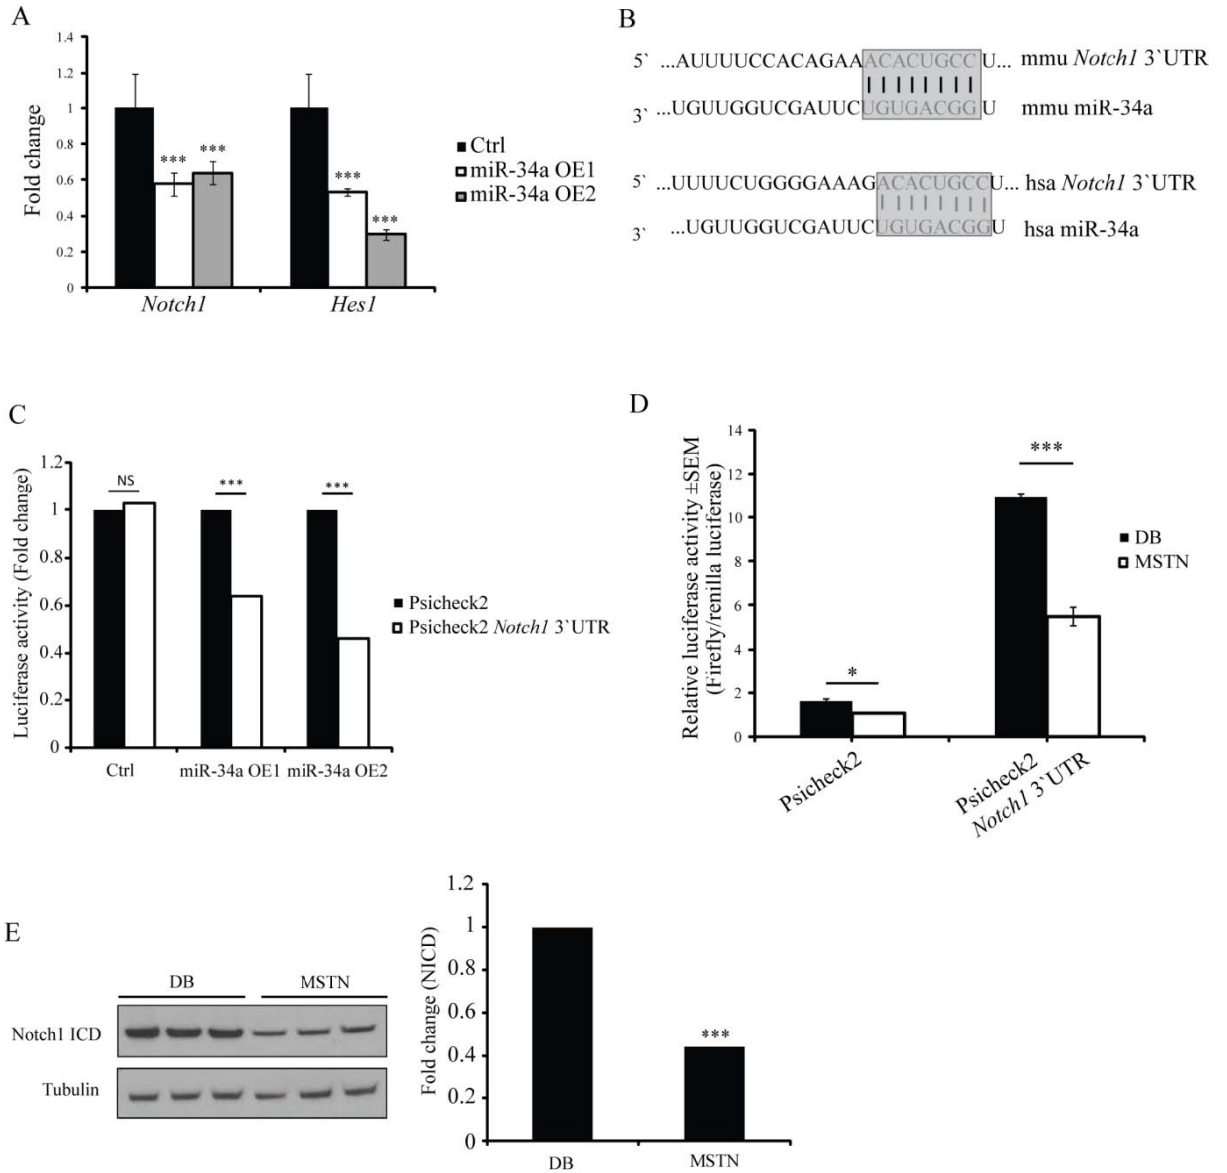 A
1.4
1.2
1
0.8
0.6
0.4
0.2
0
Fold change
***
***
***
***
Notch1
Hes1
Ctrl
miR-34a OE1
miR-34a OE2
B
5` ...AUUUUCCACAGAAACACUGCCU... mmu Notch1 3`UTR
3` ...UGUUGGUCGAUUCUGUGACGGU mmu miR-34a
5` ...UUUUCUGGGGAAAGACACUGCCU... hsa Notch1 3`UTR
3` ...UGUUGGUCGAUUCUGUGACGGU hsa miR-34a
C
1.2
1
0.8
0.6
0.4
0.2
0
Luciferase activity (Fold change)
NS
***
***
Ctrl
miR-34a OE1
miR-34a OE2
Psicheck2
Psicheck2 Notch1 3`UTR
D
14
12
10
8
6
4
2
0
Relative luciferase activity ±SEM
(Firefly/renilla luciferase)
*
***
Psicheck2
Psicheck2
Notch1 3`UTR
DB
MSTN
E
DB
MSTN
Notch1 ICD
Tubulin
1.2
1
0.8
0.6
0.4
0.2
0
Fold change (NICD)
***
DB
MSTN